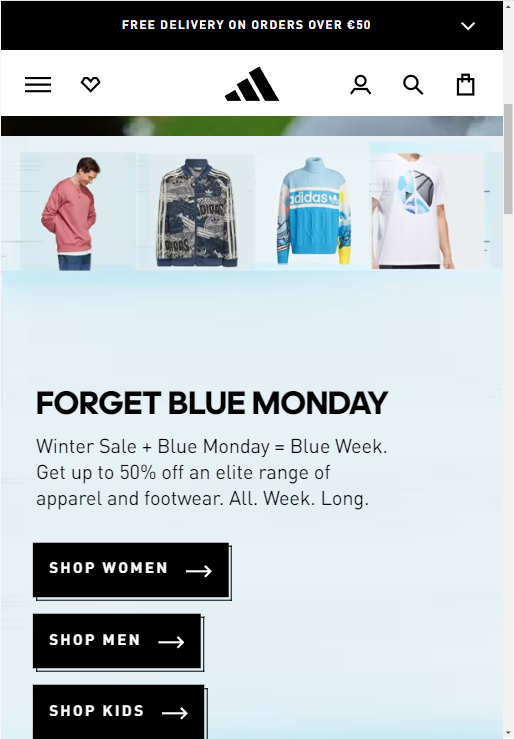 FREE DELIVERY ON ORDERS OVER €50
adidas
FORGET BLUE MONDAY
Winter Sale + Blue Monday = Blue Week.
Get up to 50% off an elite range of
apparel and footwear. All. Week. Long.
SHOP WOMEN
SHOP MEN
SHOP KIDS